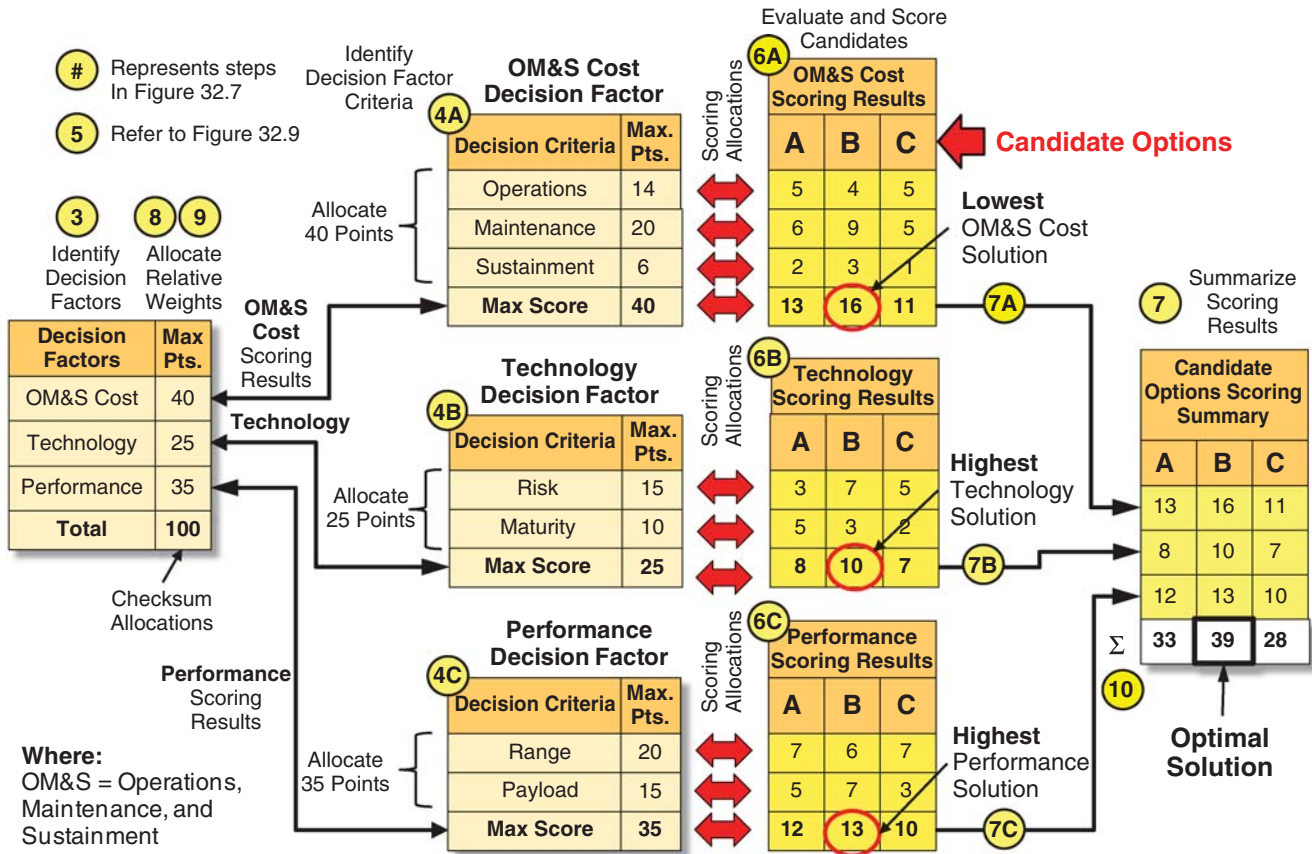 #
Represents steps
In Figure 32.7
5
Refer to Figure 32.9
3
Identify
Decision
Factors
8 9
Allocate
Relative
Weights
Decision Factors Max Pts.
OM&S Cost 40
Technology 25
Performance 35
Total 100
Checksum
Allocations
OM&S
Cost
Scoring
Results
Technology
Performance
Scoring
Results
Where:
OM&S = Operations,
Maintenance, and
Sustainment
Identify
Decision Factor
Criteria
OM&S Cost
Decision Factor
4A
Decision Criteria Max. Pts.
Operations 14
Maintenance 20
Sustainment 6
Max Score 40
Allocate
40 Points
Scoring
Allocations
Evaluate and Score
Candidates
6A
OM&S Cost
Scoring Results
A B C
5 4 5
6 9 5
2 3 1
13 16 11
Candidate Options
Lowest
OM&S Cost
Solution
7A
Technology
Decision Factor
4B
Decision Criteria Max. Pts.
Risk 15
Maturity 10
Max Score 25
Allocate
25 Points
Scoring
Allocations
6B
Technology
Scoring Results
A B C
3 7 5
5 3 2
8 10 7
Highest
Technology
Solution
7B
Performance
Decision Factor
4C
Decision Criteria Max. Pts.
Range 20
Payload 15
Max Score 35
Allocate
35 Points
Scoring
Allocations
6C
Performance
Scoring Results
A B C
7 6 7
5 7 3
12 13 10
Highest
Performance
Solution
7C
7
Summarize
Scoring
Results
Candidate
Options Scoring
Summary
A B C
13 16 11
8 10 7
12 13 10
Σ 33 39 28
10
Optimal
Solution